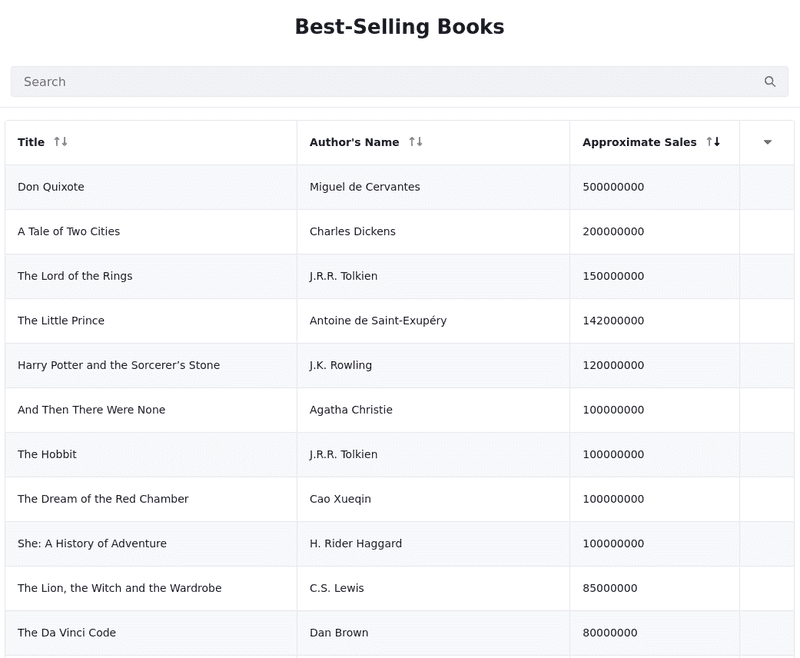 Best-Selling Books
Search
Title Author's Name Approximate Sales
Don Quixote Miguel de Cervantes 500000000
A Tale of Two Cities Charles Dickens 200000000
The Lord of the Rings J.R.R. Tolkien 150000000
The Little Prince Antoine de Saint-Exupéry 142000000
Harry Potter and the Sorcerer’s Stone J.K. Rowling 120000000
And Then There Were None Agatha Christie 100000000
The Hobbit J.R.R. Tolkien 100000000
The Dream of the Red Chamber Cao Xueqin 100000000
She: A History of Adventure H. Rider Haggard 100000000
The Lion, the Witch and the Wardrobe C.S. Lewis 85000000
The Da Vinci Code Dan Brown 80000000